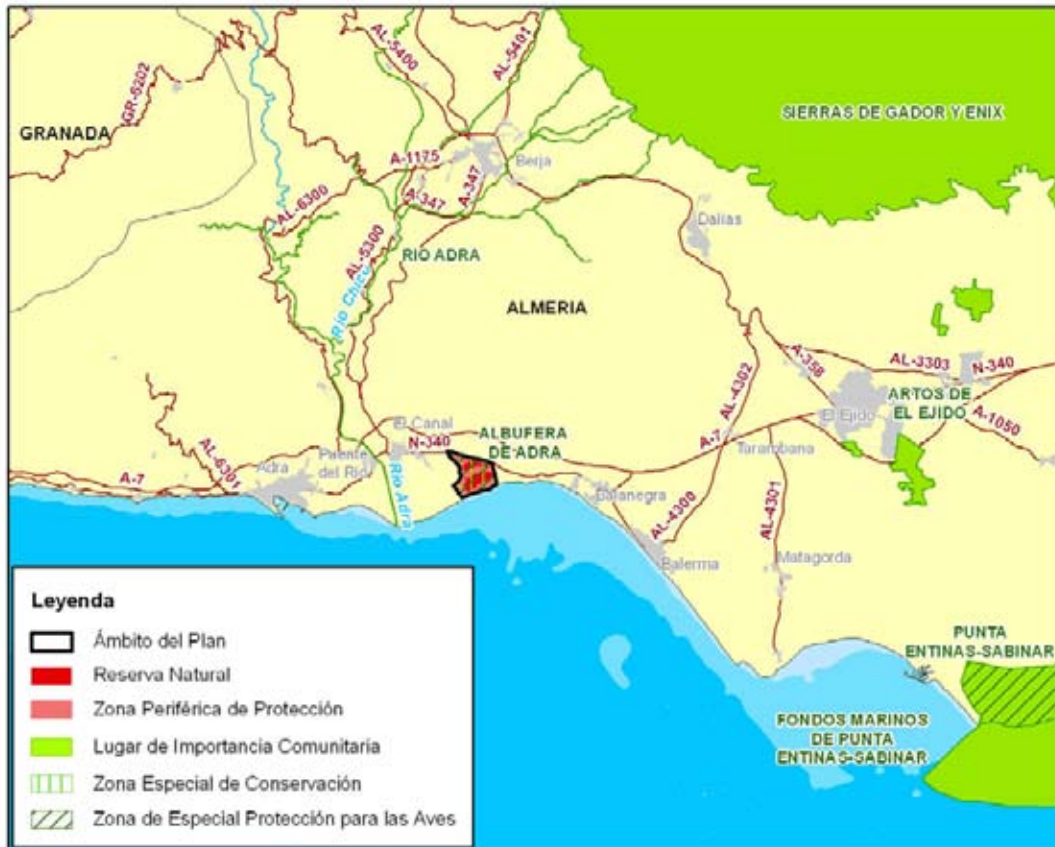 AL-5400
AL-5401
GR-5202
SIERRAS DE GADOR Y ENIX
GRANADA
A-1175
Berja
A-347
AL-6300
A-347
Dalias
AL-5300
RIO ADRA
Rio Chico
ALMERIA
A-358
AL-3303
N-340
AL-4302
ARTOS DE
EL EJIDO
El Ejido
A-1050
El Canal
N-340
ALBUFERA
DE ADRA
A-7
Tarambana
AL-6301
Puente
del Rio
Adra
A-7
Rio Adra
Balanegra
AL-4300
AL-4301
Balerma
Matagorda
PUNTA
ENTINAS-SABINAR
FONDOS MARINOS
DE PUNTA
ENTINAS-SABINAR
Leyenda
Ámbito del Plan
Reserva Natural
Zona Periférica de Protección
Lugar de Importancia Comunitaria
Zona Especial de Conservación
Zona de Especial Protección para las Aves